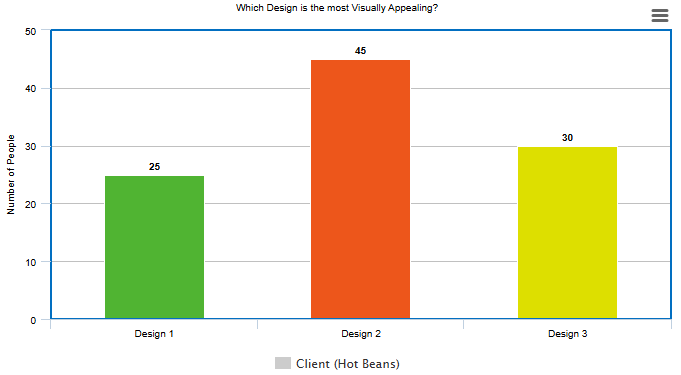 Which Design is the most Visually Appealing?
50
40
30
20
10
0
Number of People
25
45
30
Design 1
Design 2
Design 3
Client (Hot Beans)